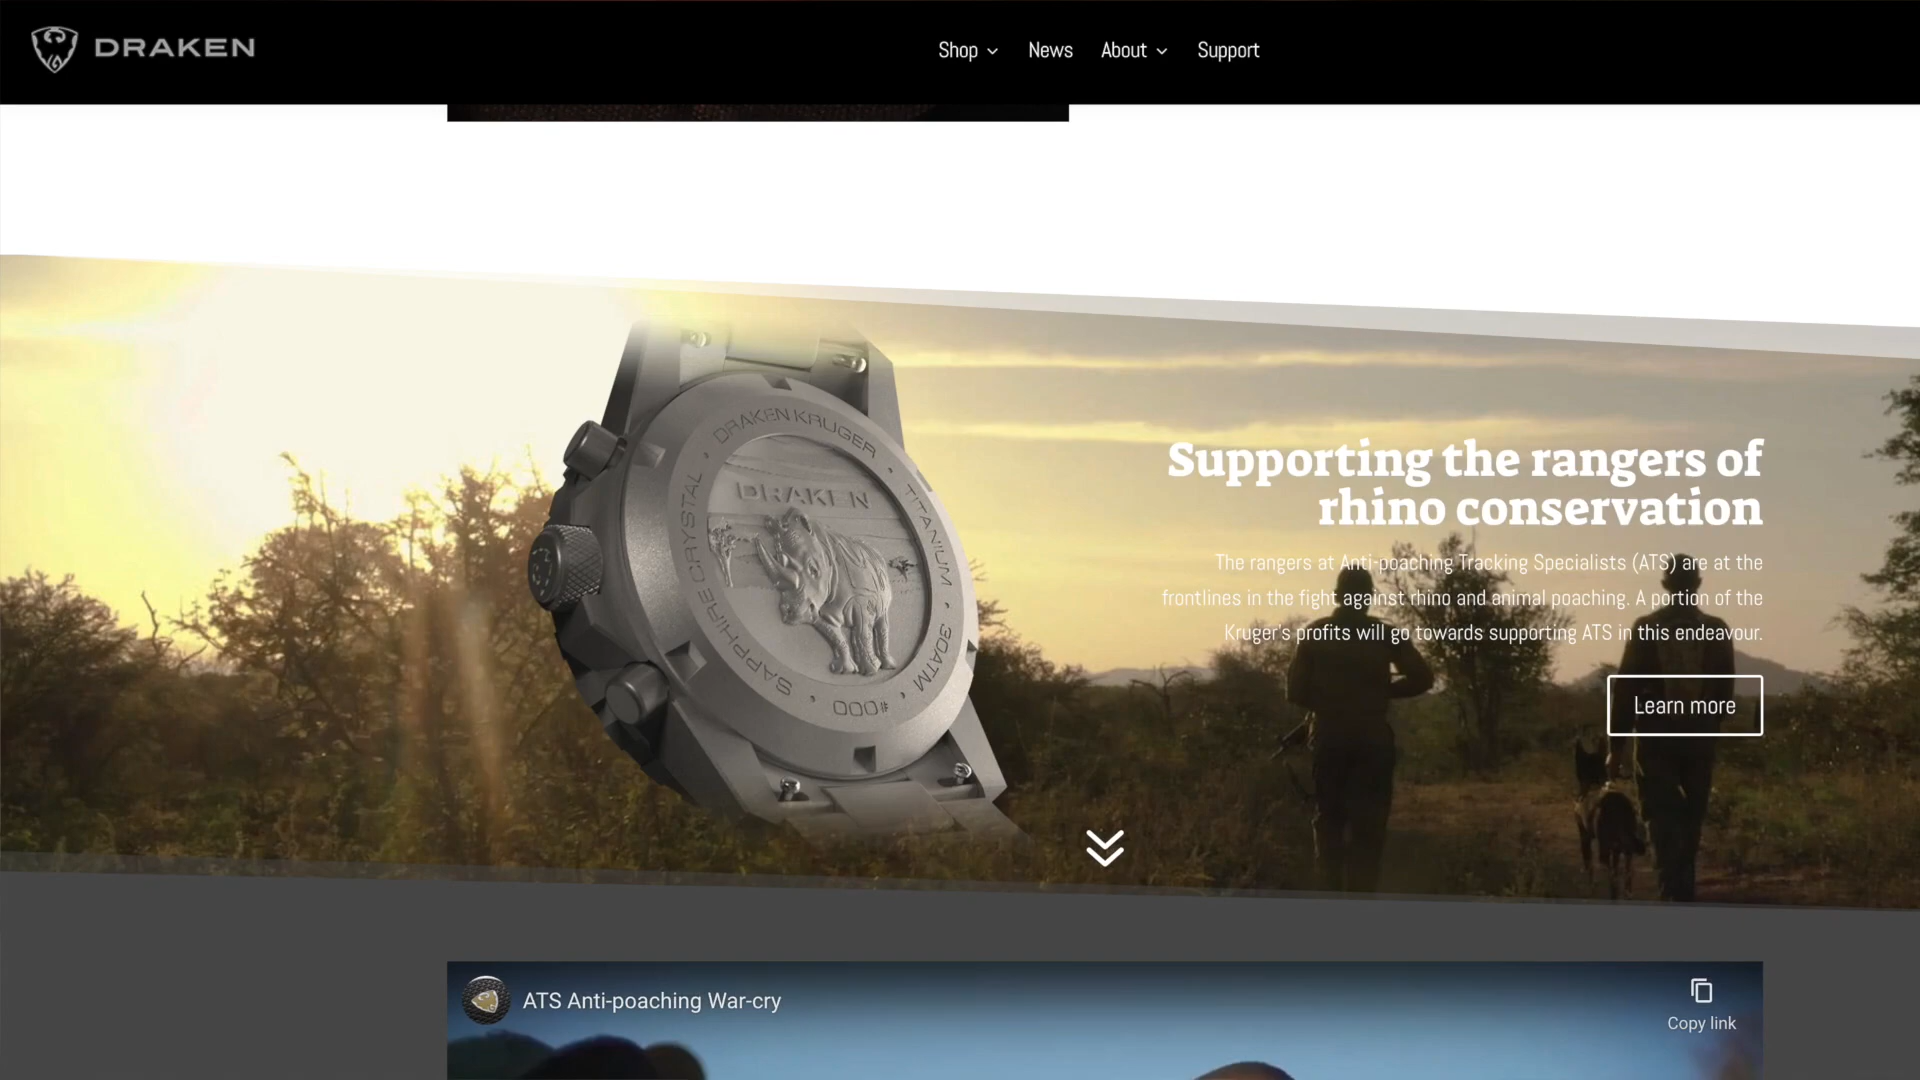 DRAKEN
Shop
News
About
Support
DRAKEN KRUGER • TITANIUM • 30ATM • #000 • SAPPHIRE CRYSTAL •
DRAKEN
Supporting the rangers of
rhino conservation
The rangers at Anti-poaching Tracking Specialists (ATS) are at the
frontlines in the fight against rhino and animal poaching. A portion of the
Kruger's profits will go towards supporting ATS in this endeavour.
Learn more
ATS Anti-poaching War-cry
Copy link